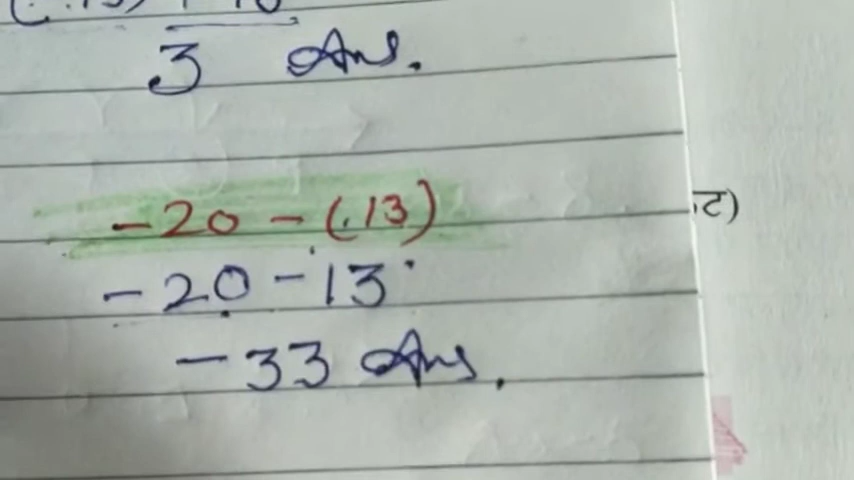 3 Ans.
-20 - (.13)
-20 - 13
-33 Ans.
ट)